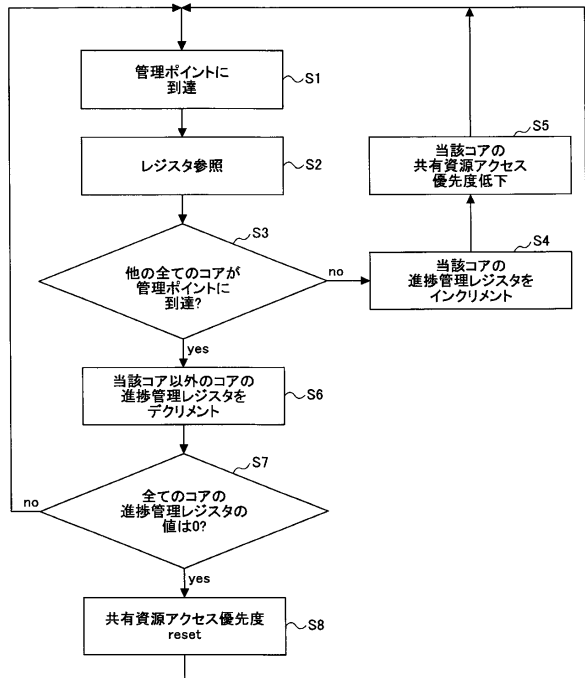 管理ポイントに
到達
S1
レジスタ参照
S2
S3
他の全てのコアが
管理ポイントに
到達?
no
yes
S5
当該コアの
共有資源アクセス
優先度低下
S4
当該コアの
進捗管理レジスタを
インクリメント
当該コア以外のコアの
進捗管理レジスタを
デクリメント
S6
S7
no
全てのコアの
進捗管理レジスタの
値は0?
yes
共有資源アクセス優先度
reset
S8